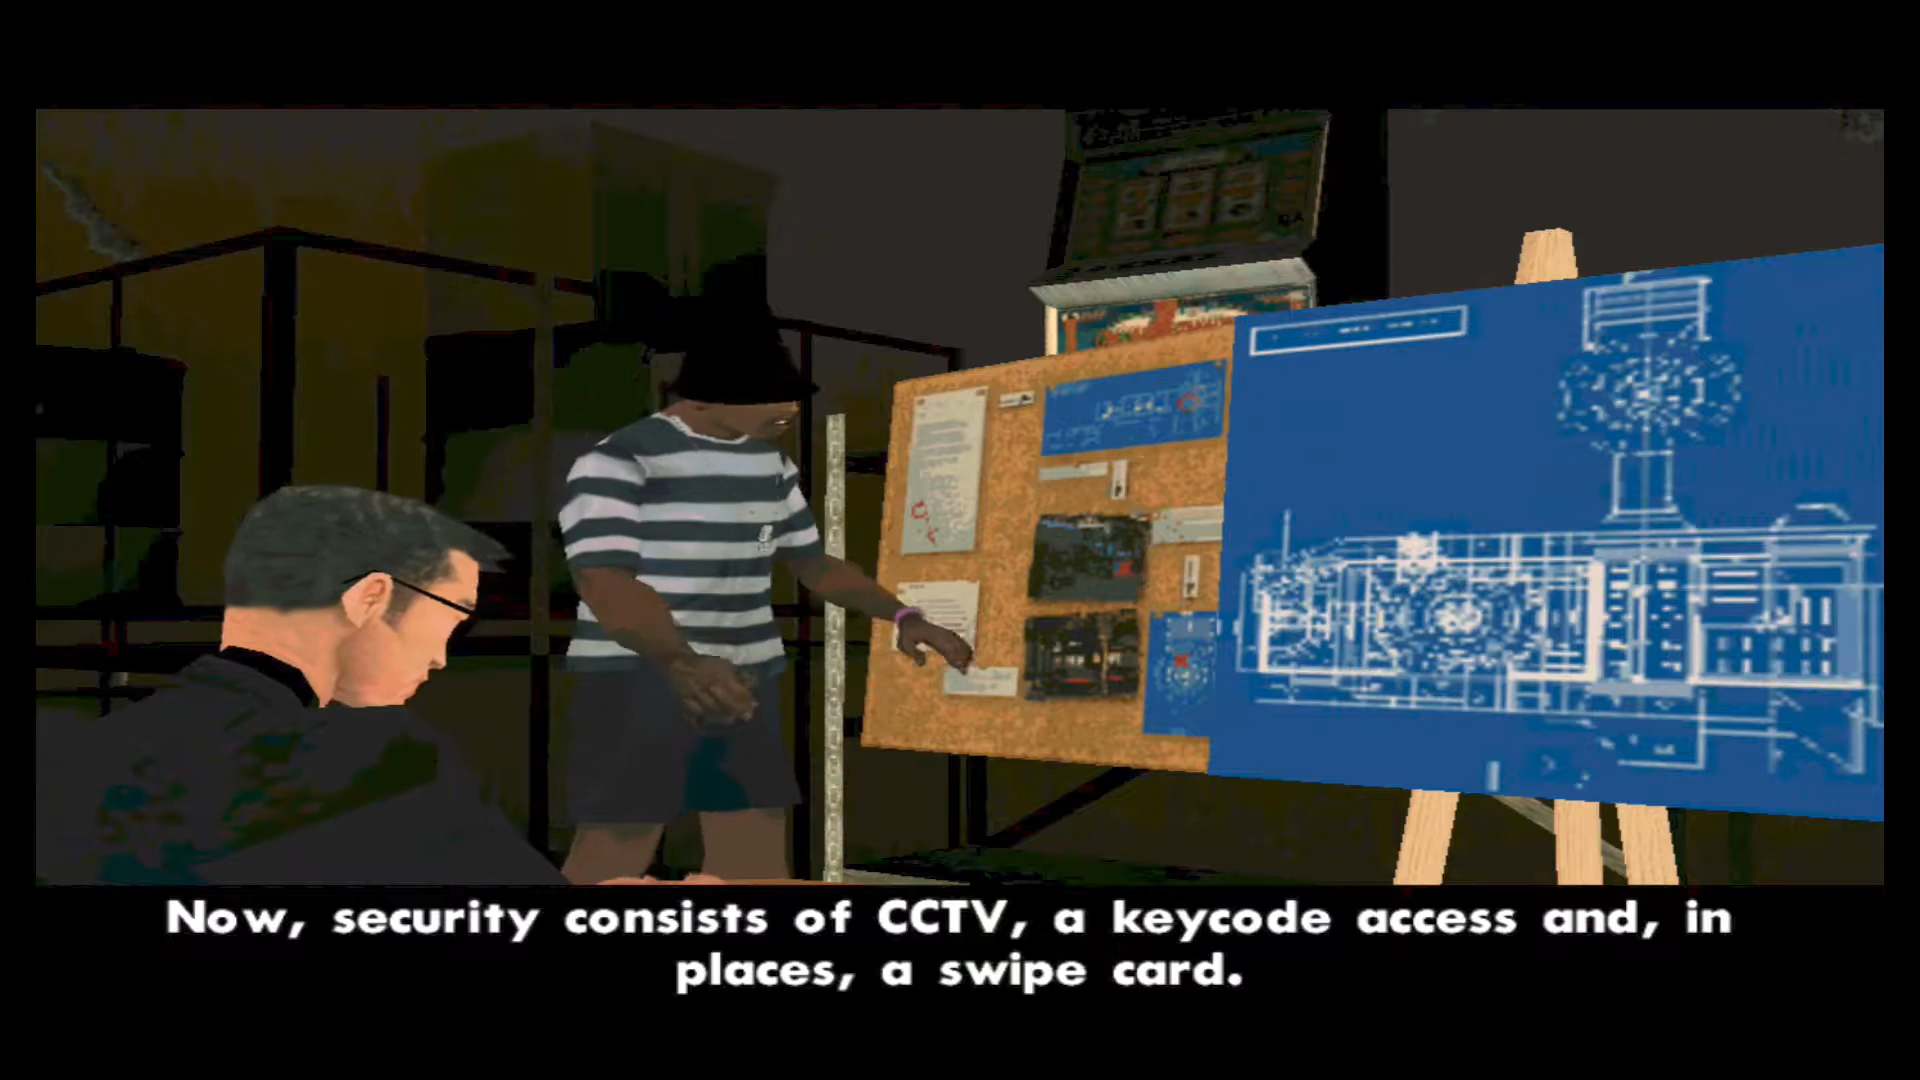 Now, security consists of CCTV, a keycode access and, in
places, a swipe card.